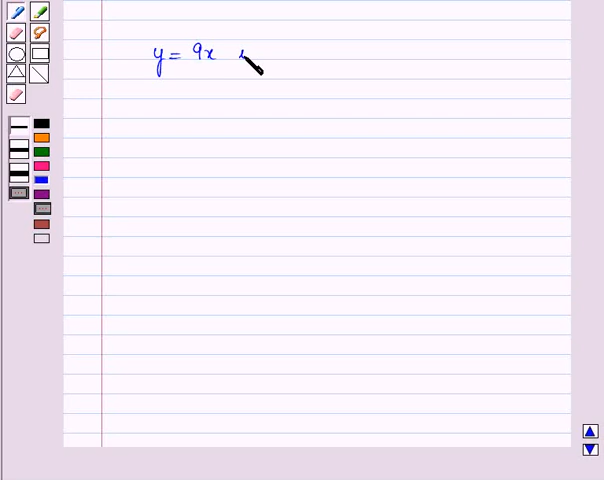 y = 9x